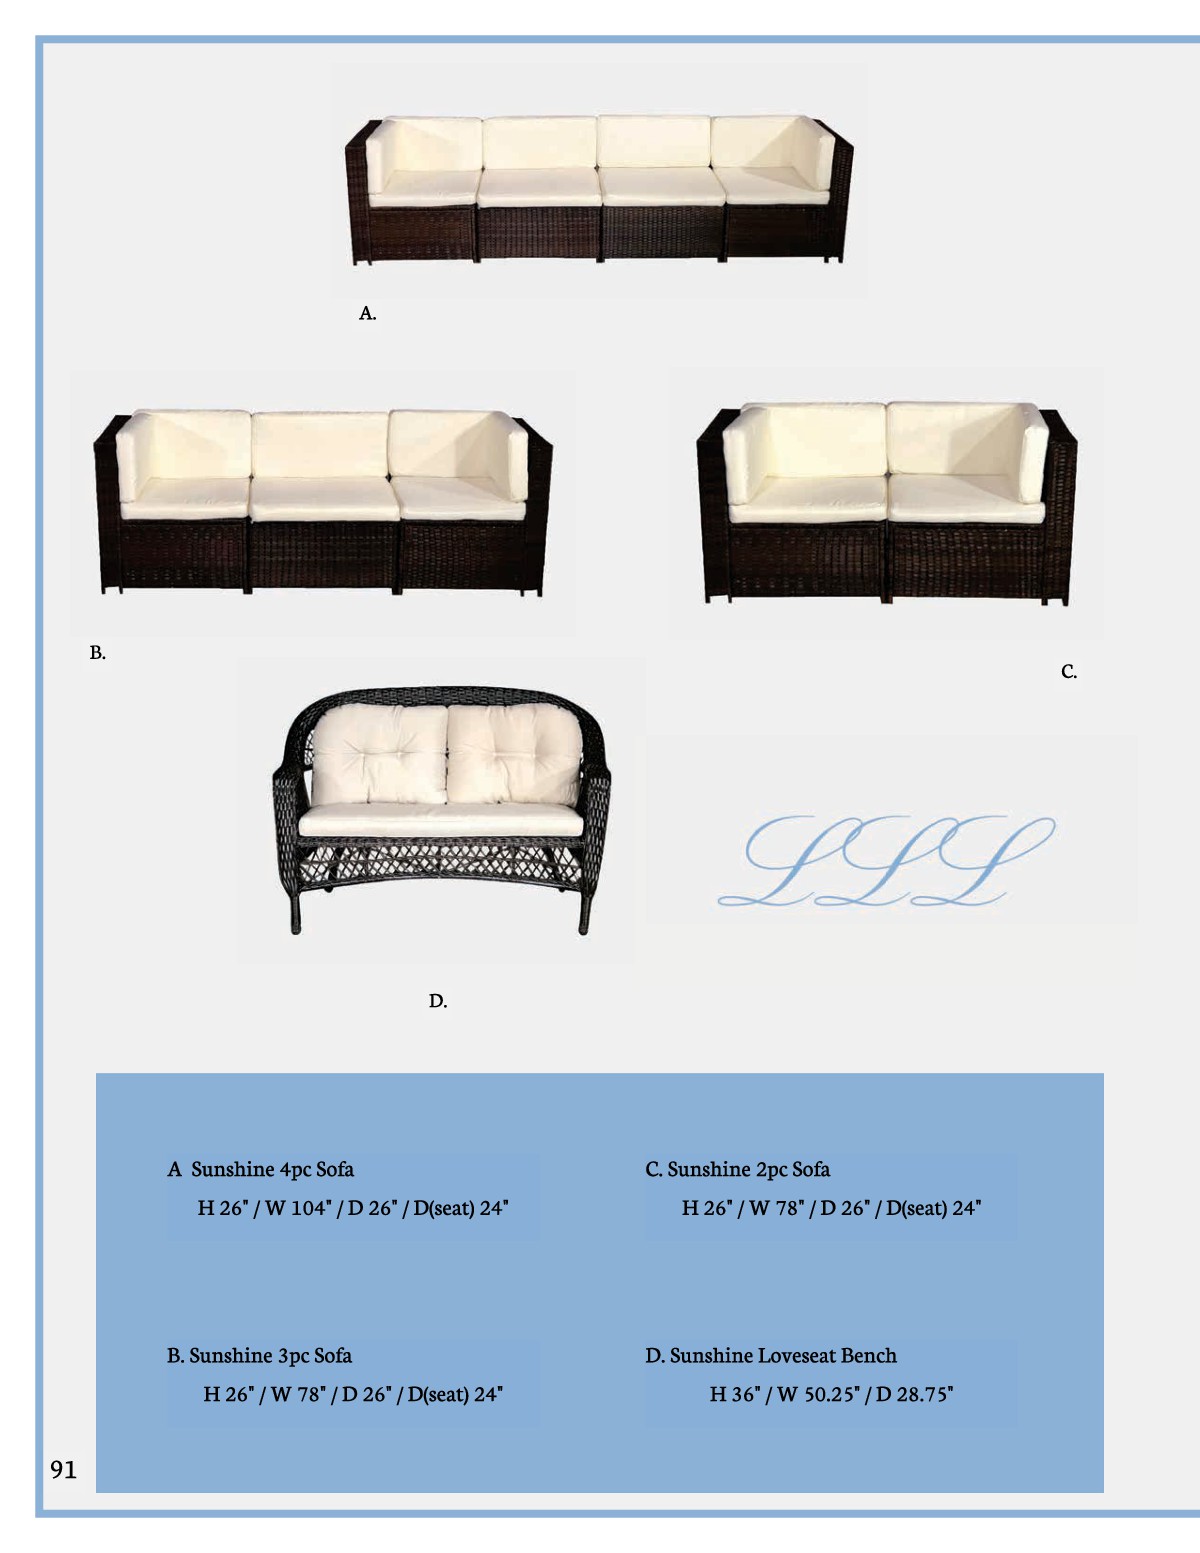 A.
B.
C.
D.
LLL
A Sunshine 4pc Sofa
H 26" / W 104" / D 26" / D(seat) 24"
C. Sunshine 2pc Sofa
H 26" / W 78" / D 26" / D(seat) 24"
B. Sunshine 3pc Sofa
H 26" / W 78" / D 26" / D(seat) 24"
D. Sunshine Loveseat Bench
H 36" / W 50.25" / D 28.75"
91